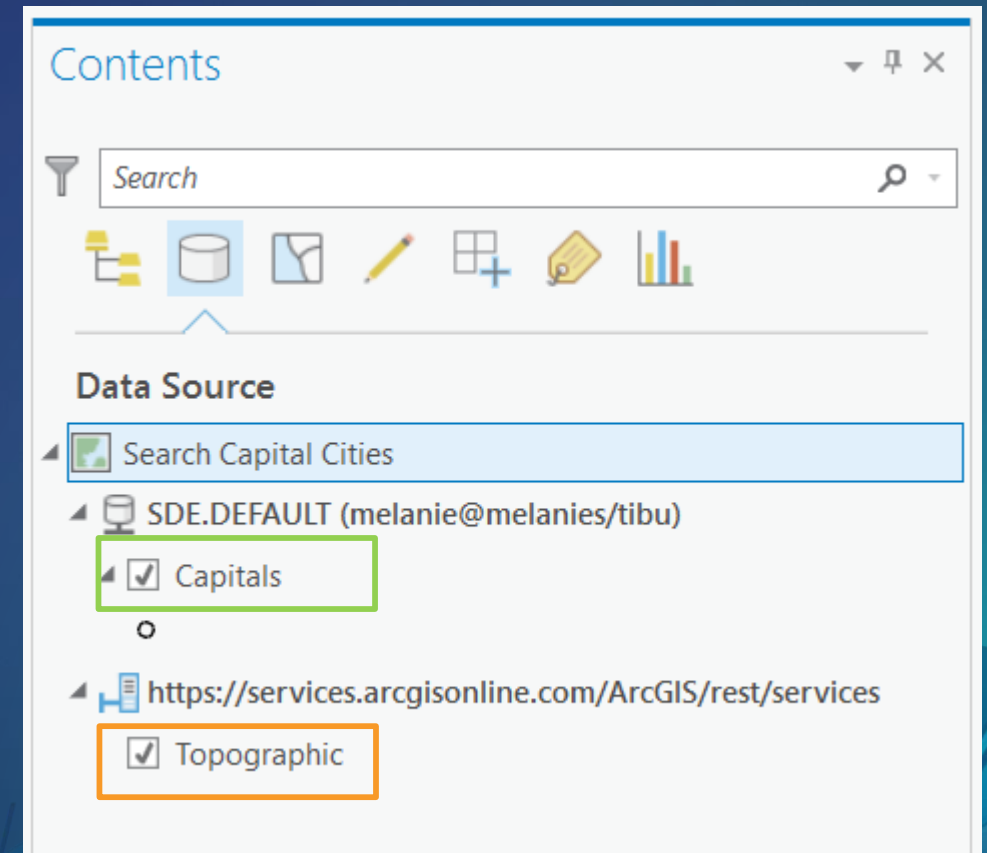 Contents
Search
Data Source
Search Capital Cities
SDE.DEFAULT (melanie@melanies/tibu)
Capitals
https://services.arcgisonline.com/ArcGIS/rest/services
Topographic